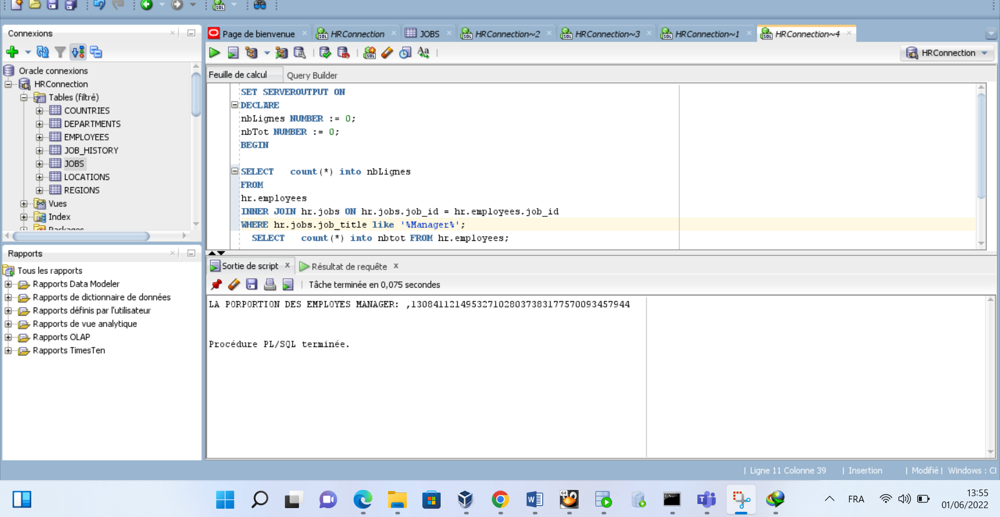 Connexions
Oracle connexions
HRConnection
Tables (filtré)
COUNTRIES
DEPARTMENTS
EMPLOYEES
JOB_HISTORY
JOBS
LOCATIONS
REGIONS
Vues
Index
Packages
Rapports
Tous les rapports
Rapports Data Modeler
Rapports de dictionnaire de données
Rapports définis par l'utilisateur
Rapports de vue analytique
Rapports OLAP
Rapports TimesTen
Page de bienvenue
HRConnection
JOBS
HRConnection~2
HRConnection~3
HRConnection~1
HRConnection~4
HRConnection
Feuille de calcul
Query Builder
SET SERVEROUTPUT ON
DECLARE
nbLignes NUMBER := 0;
nbTot NUMBER := 0;
BEGIN
SELECT   count(*) into nbLignes
FROM
hr.employees
INNER JOIN hr.jobs ON hr.jobs.job_id = hr.employees.job_id
WHERE hr.jobs.job_title like '%Manager%';
SELECT   count(*) into nbtot FROM hr.employees;
Sortie de script
Résultat de requête
Tâche terminée en 0,075 secondes
LA PORPORTION DES EMPLOYES MANAGER: ,1308411214953271028037383177570093457944
Procédure PL/SQL terminée.
| Ligne 11 Colonne 39 | Insertion | Modifié | Windows : Cl
FRA
13:55
01/06/2022